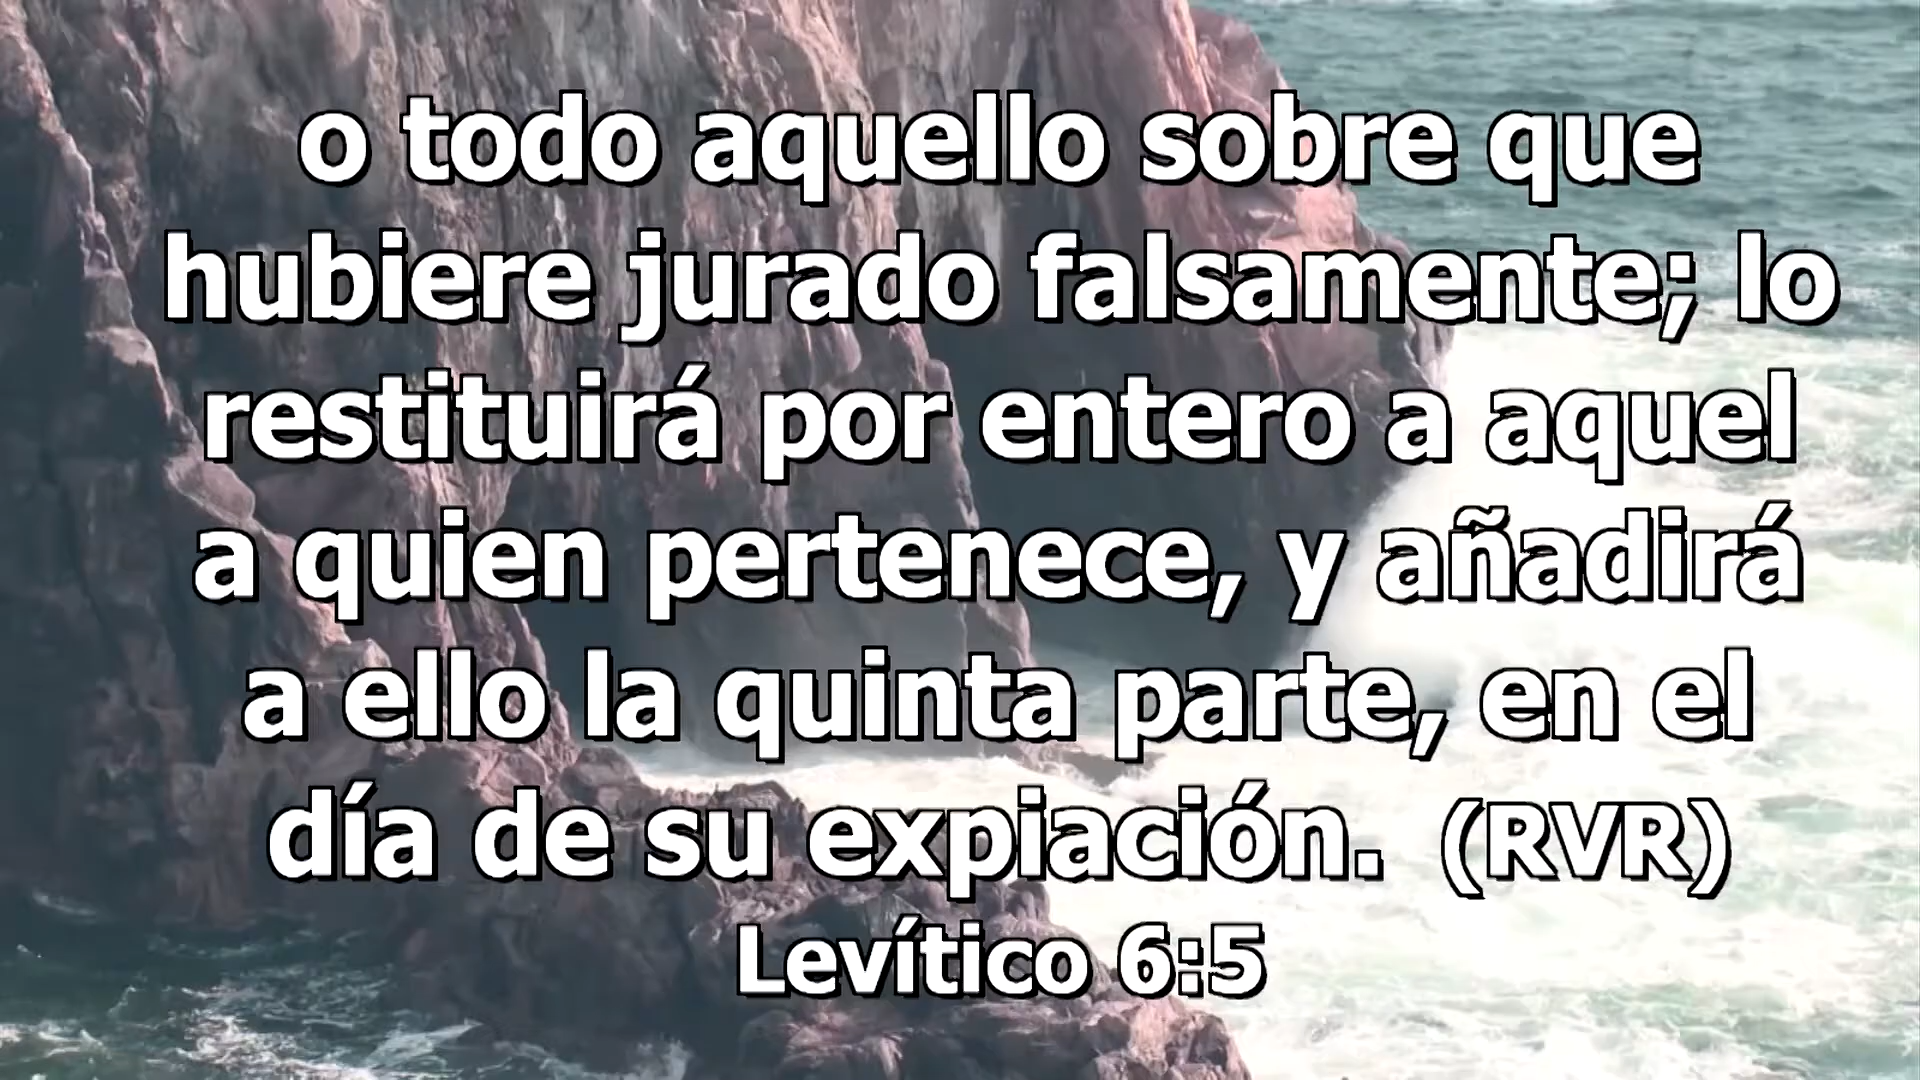 o todo aquello sobre que
hubiere jurado falsamente; lo
restituirá por entero a aquel
a quien pertenece, y añadirá
a ello la quinta parte, en el
día de su expiación. (RVR)
Levítico 6:5